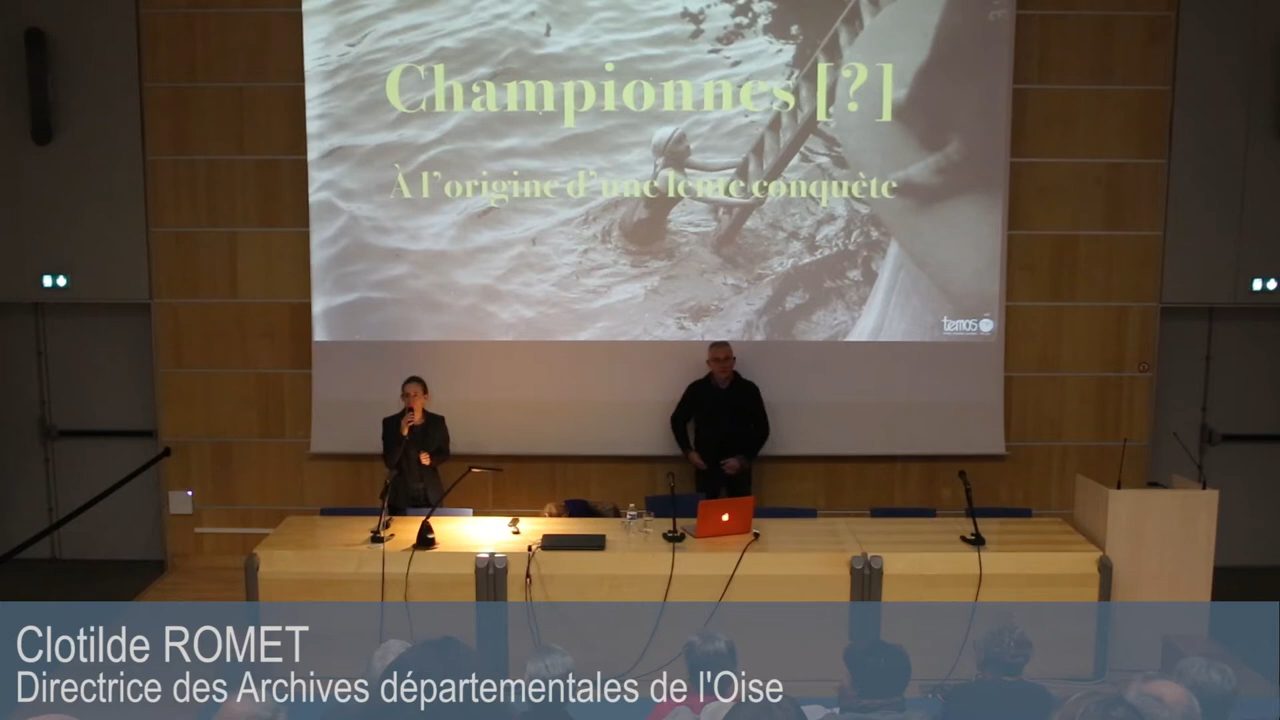 Championnes [?]
À l'origine d'une lente conquête
temos
Clotilde ROMET
Directrice des Archives départementales de l'Oise